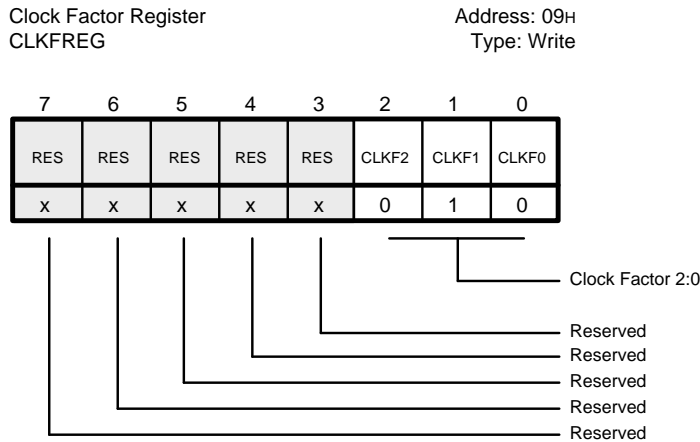 Clock Factor Register Address: 09H
CLKFREG Type: Write
7 6 5 4 3 2 1 0
RES RES RES RES RES CLKF2 CLKF1 CLKF0
x x x x x 0 1 0
Clock Factor 2:0
Reserved
Reserved
Reserved
Reserved
Reserved